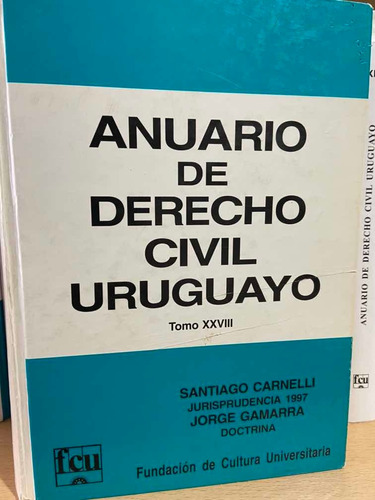 ANUARIO
DE
DERECHO
CIVIL
URUGUAYO
Tomo XXVIII
SANTIAGO CARNELLI
JURISPRUDENCIA 1997
JORGE GAMARRA
DOCTRINA
fcu
Fundación de Cultura Universitaria
ANUARIO DE DERECHO CIVIL URUGUAYO
fcu